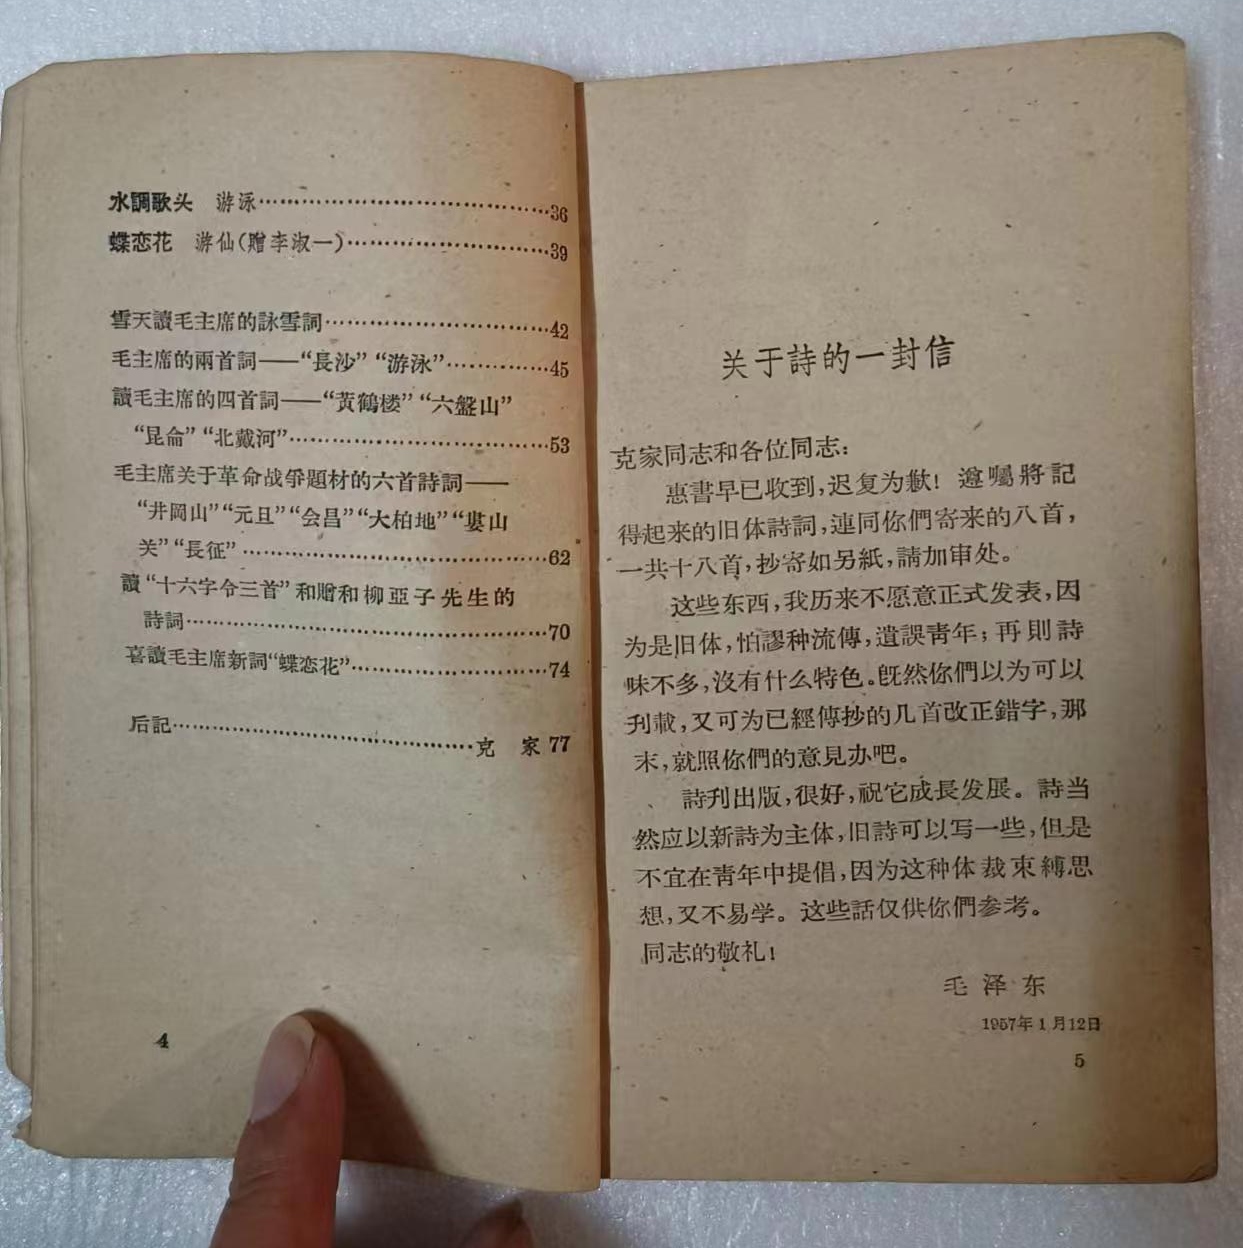 水調歌头　游泳……………………………36
蝶恋花　游仙(贈李淑一)…………………39
雪天讀毛主席的詠雪詞……………………42
毛主席的兩首詞——“長沙”“游泳”…………45
讀毛主席的四首詞——“黃鶴楼”“六盤山”
“昆侖”“北戴河”………………………53
毛主席关于革命战爭題材的六首詩詞——
“井岡山”“元旦”“会昌”“大柏地”“婁山
关”“長征”……………………………62
讀“十六字令三首”和贈和柳亞子先生的
詩詞…………………………………70
喜讀毛主席新詞“蝶恋花”…………………74
后記……………………………克　家 77
4
关于詩的一封信
克家同志和各位同志:
惠書早已收到,迟复为歉! 遵囑將記
得起来的旧体詩詞,連同你們寄来的八首,
一共十八首,抄寄如另紙,請加审处。
这些东西,我历来不愿意正式发表,因
为是旧体,怕謬种流傳,遺誤青年;再則詩
味不多,沒有什么特色。旣然你們以为可以
刋載,又可为已經傳抄的几首改正錯字,那
末,就照你們的意見办吧。
詩刋出版,很好,祝它成長发展。詩当
然应以新詩为主体,旧詩可以写一些,但是
不宜在青年中提倡,因为这种体裁束縛思
想,又不易学。这些話仅供你們参考。
同志的敬礼!
毛泽东
1957年1月12日
5